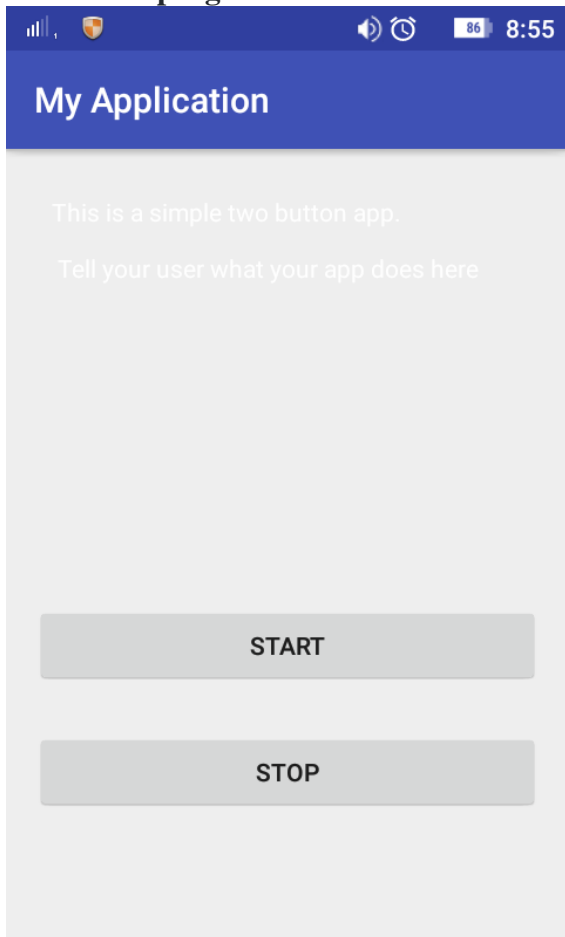 86 8:55
My Application
This is a simple two button app.
Tell your user what your app does here
START
STOP